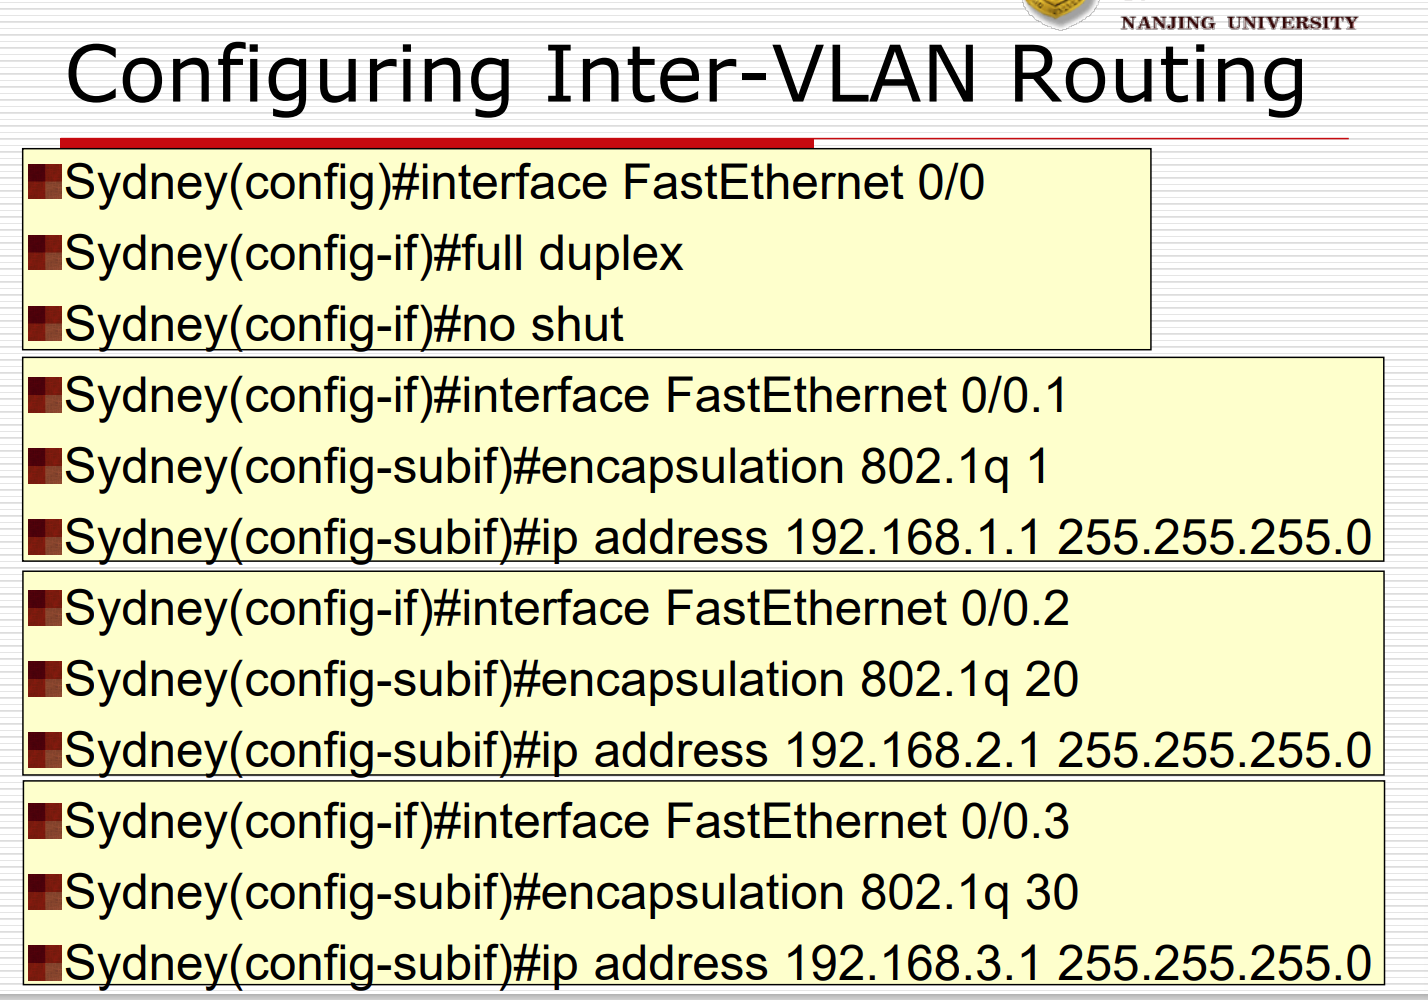 NANJING UNIVERSITY
Configuring Inter-VLAN Routing
Sydney(config)#interface FastEthernet 0/0
Sydney(config-if)#full duplex
Sydney(config-if)#no shut
Sydney(config-if)#interface FastEthernet 0/0.1
Sydney(config-subif)#encapsulation 802.1q 1
Sydney(config-subif)#ip address 192.168.1.1 255.255.255.0
Sydney(config-if)#interface FastEthernet 0/0.2
Sydney(config-subif)#encapsulation 802.1q 20
Sydney(config-subif)#ip address 192.168.2.1 255.255.255.0
Sydney(config-if)#interface FastEthernet 0/0.3
Sydney(config-subif)#encapsulation 802.1q 30
Sydney(config-subif)#ip address 192.168.3.1 255.255.255.0